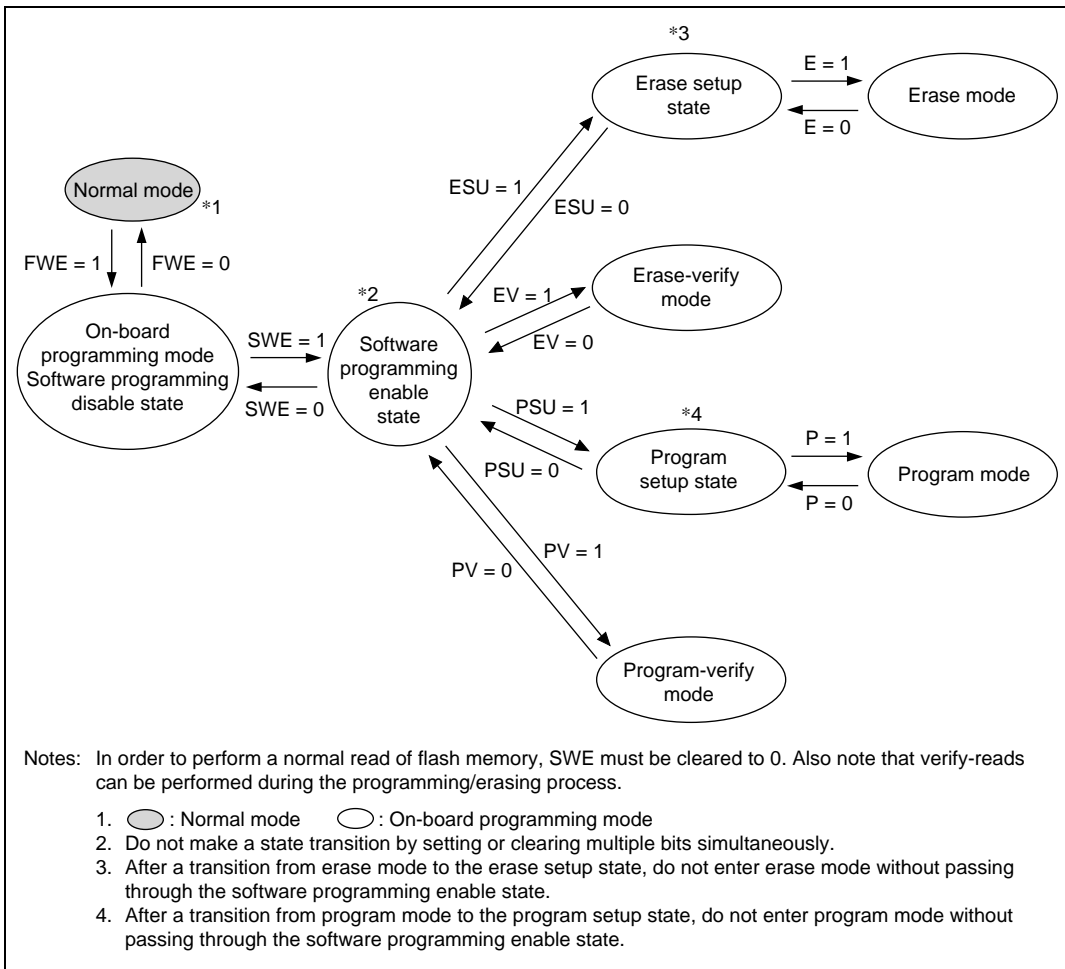 *3
Erase setup
state
E = 1
E = 0
Erase mode
Normal mode
*1
FWE = 1
FWE = 0
ESU = 1
ESU = 0
Erase-verify
mode
*2
EV = 1
EV = 0
On-board
programming mode
Software programming
disable state
SWE = 1
SWE = 0
Software
programming
enable
state
PSU = 1
PSU = 0
*4
Program
setup state
P = 1
P = 0
Program mode
PV = 1
PV = 0
Program-verify
mode
Notes: In order to perform a normal read of flash memory, SWE must be cleared to 0. Also note that verify-reads
can be performed during the programming/erasing process.
1. : Normal mode : On-board programming mode
2. Do not make a state transition by setting or clearing multiple bits simultaneously.
3. After a transition from erase mode to the erase setup state, do not enter erase mode without passing
through the software programming enable state.
4. After a transition from program mode to the program setup state, do not enter program mode without
passing through the software programming enable state.